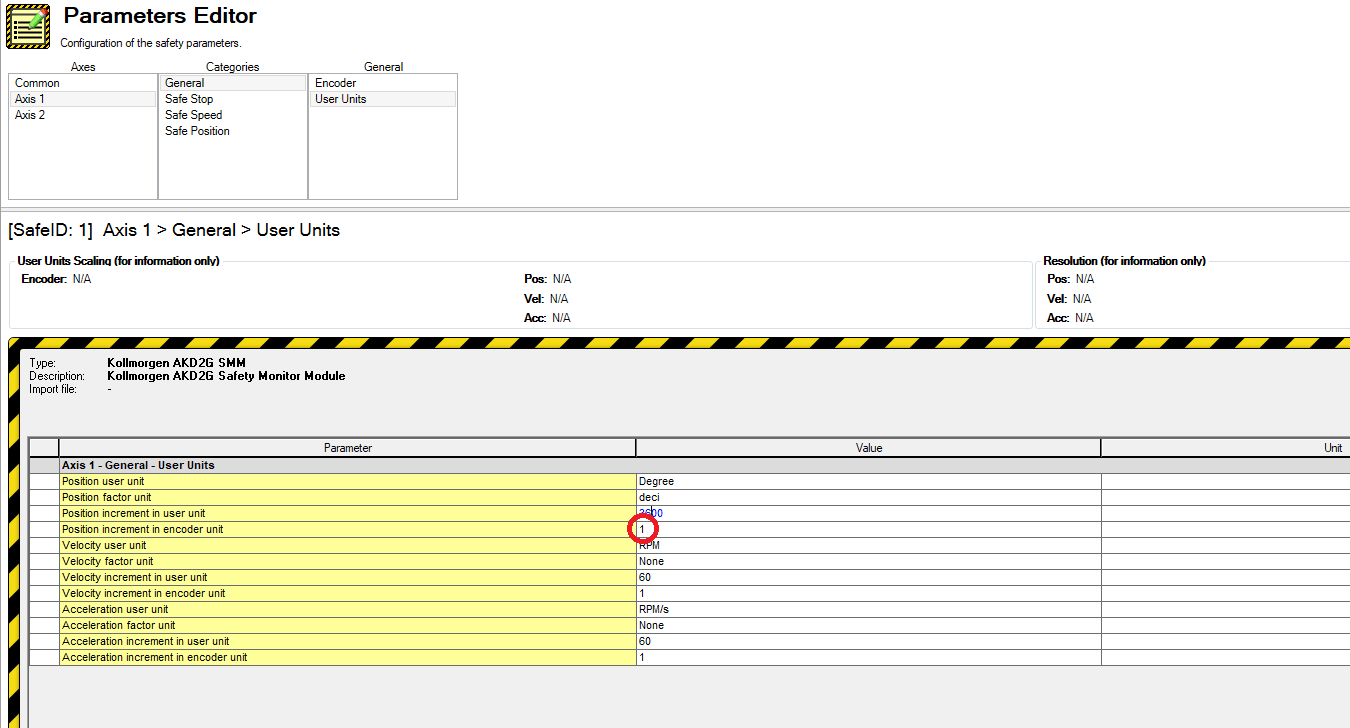 Parameters Editor
Configuration of the safety parameters.
Axes Categories General
Common General Encoder
Axis 1 Safe Stop User Units
Axis 2 Safe Speed
Safe Position
[SafeID: 1] Axis 1 > General > User Units
User Units Scaling (for information only) Resolution (for information only)
Encoder: N/A Pos: N/A Pos: N/A
Vel: N/A Vel: N/A
Acc: N/A Acc: N/A
Type: Kollmorgen AKD2G SMM
Description: Kollmorgen AKD2G Safety Monitor Module
Import file: -
Parameter Value Unit
Axis 1 - General - User Units
Position user unit Degree
Position factor unit deci
Position increment in user unit 3600
Position increment in encoder unit 1
Velocity user unit RPM
Velocity factor unit None
Velocity increment in user unit 60
Velocity increment in encoder unit 1
Acceleration user unit RPM/s
Acceleration factor unit None
Acceleration increment in user unit 60
Acceleration increment in encoder unit 1